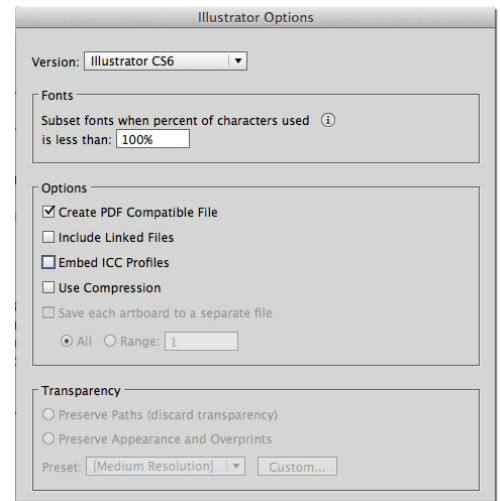 Illustrator Options
Version: Illustrator CS6
Fonts
Subset fonts when percent of characters used
is less than: 100%
Options
Create PDF Compatible File
Include Linked Files
Embed ICC Profiles
Use Compression
Save each artboard to a separate file
All Range: 1
Transparency
Preserve Paths (discard transparency)
Preserve Appearance and Overprints
Preset: [Medium Resolution] Custom...